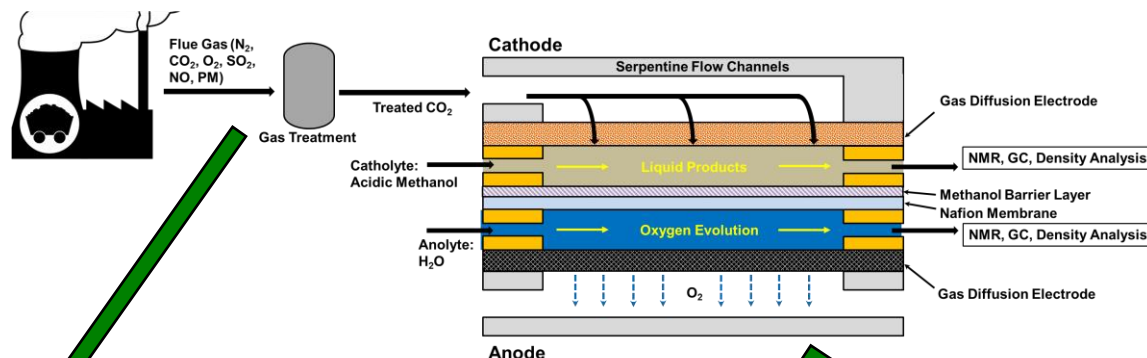 Flue Gas (N₂,
CO₂, O₂, SO₂,
NO, PM)
Gas Treatment
Treated CO₂
Cathode
Serpentine Flow Channels
Gas Diffusion Electrode
Catholyte:
Acidic Methanol
Liquid Products
NMR, GC, Density Analysis
Methanol Barrier Layer
Nafion Membrane
Anolyte:
H₂O
Oxygen Evolution
NMR, GC, Density Analysis
O₂
Gas Diffusion Electrode
Anode